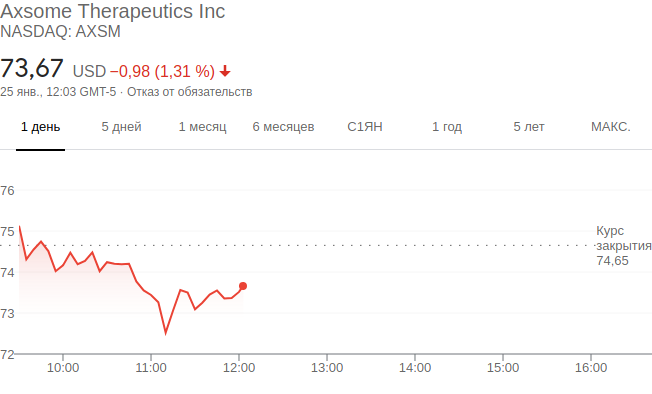 Axsome Therapeutics Inc
NASDAQ: AXSM
73,67 USD −0,98 (1,31 %)
25 янв., 12:03 GMT-5 · Отказ от обязательств
1 день 5 дней 1 месяц 6 месяцев С1ЯН 1 год 5 лет МАКС.
76
75
Курс
закрытия
74,65
74
73
72
10:00 11:00 12:00 13:00 14:00 15:00 16:00